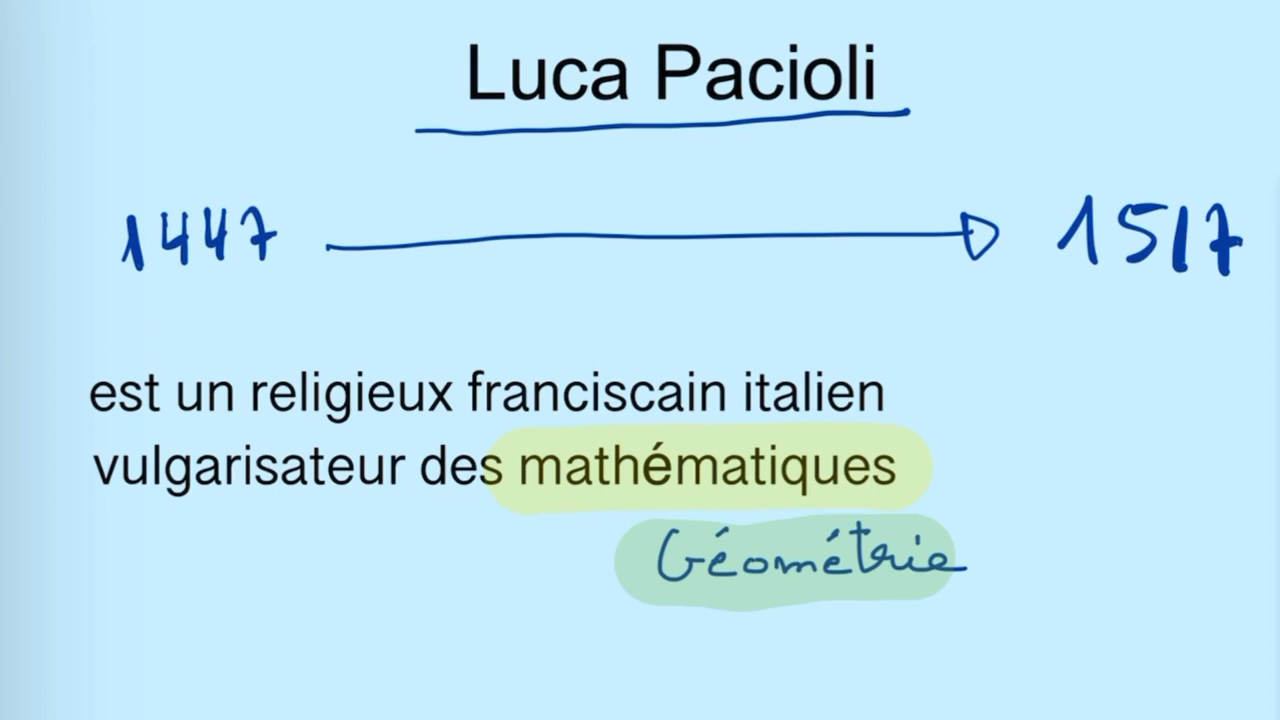 Luca Pacioli
1447 1517
est un religieux franciscain italien
vulgarisateur des mathématiques
Géométrie